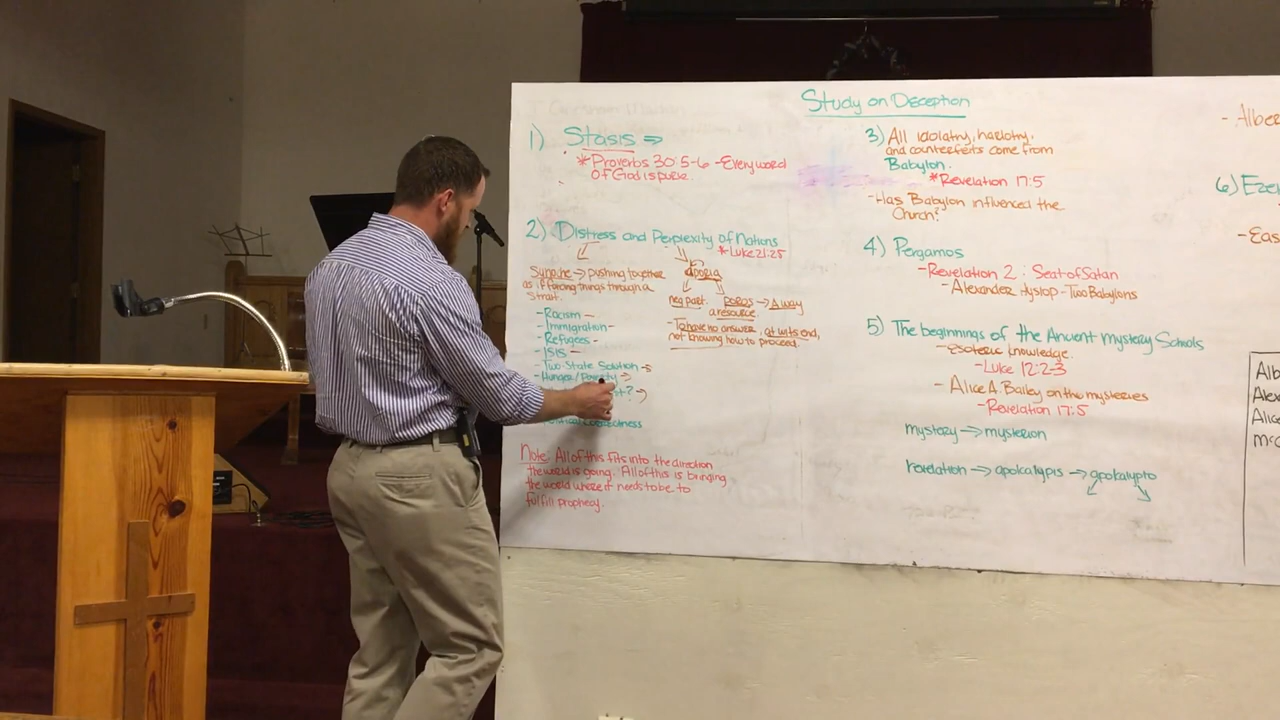 Study on Deception
1) Stasis ⇒
*Proverbs 30:5-6 - Every word
of God is pure.
2) Distress and Perplexity of Nations
*Luke 21:25
Synoche → pushing together
as if forcing things through a
strait.
- Racism -
- Immigration -
- Refugees -
- ISIS -
- Two-State Solution →
- Hunger/Poverty →
Correctness
aporia
neg part. poros → A way
a resource.
- To have no answer, at wits end,
not knowing how to proceed.
Note: All of this fits into the direction
the world is going. All of this is bringing
the world where it needs to be to
fulfill prophecy.
3) All idolatry, harlotry,
and counterfeits come from
Babylon.
*Revelation 17:5
- Has Babylon influenced the
Church?
4) Pergamos
- Revelation 2: Seat of Satan
- Alexander Hyslop - Two Babylons
5) The beginnings of the Ancient mystery Schools
- Esoteric knowledge.
- Luke 12:2-3
- Alice A. Bailey on the mysteries
- Revelation 17:5
mystery → mysterion
revelation → apolcalypis → apokalypto
- Alber
6) Ezek
- Eas
Alb
Alex
Alice